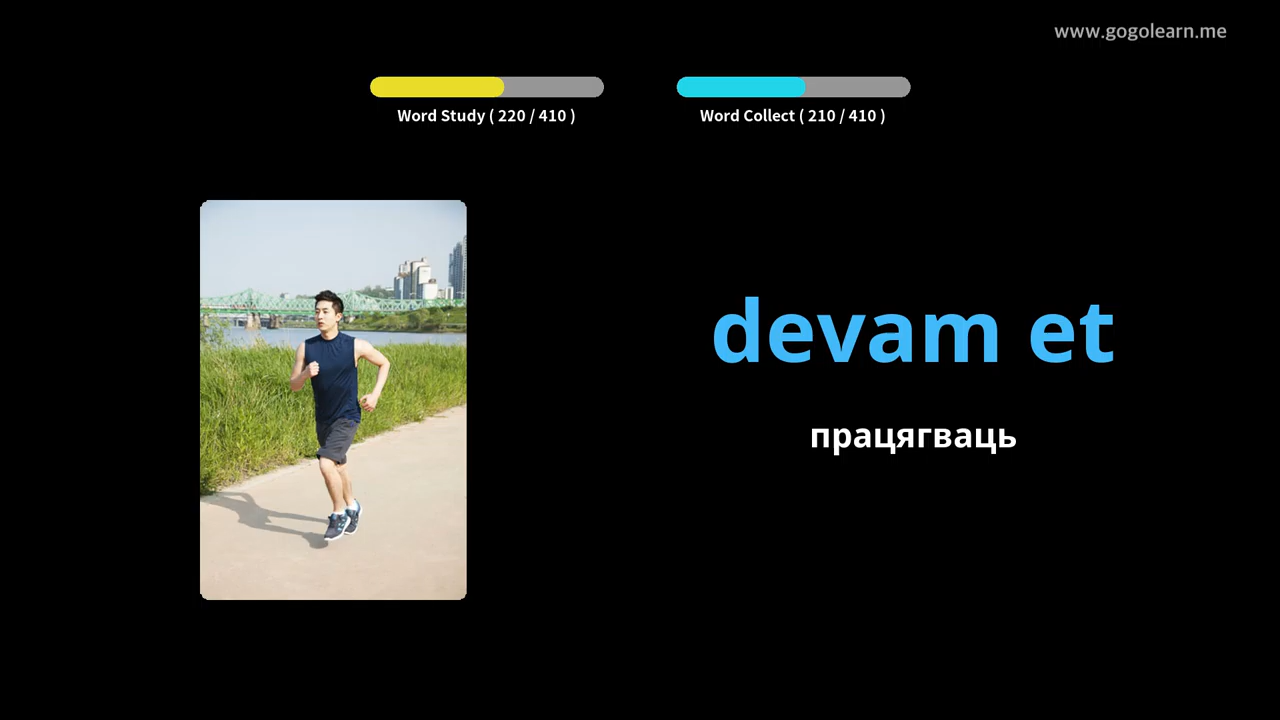 www.gogolearn.me
Word Study ( 220 / 410 )
Word Collect ( 210 / 410 )
devam et
працягваць